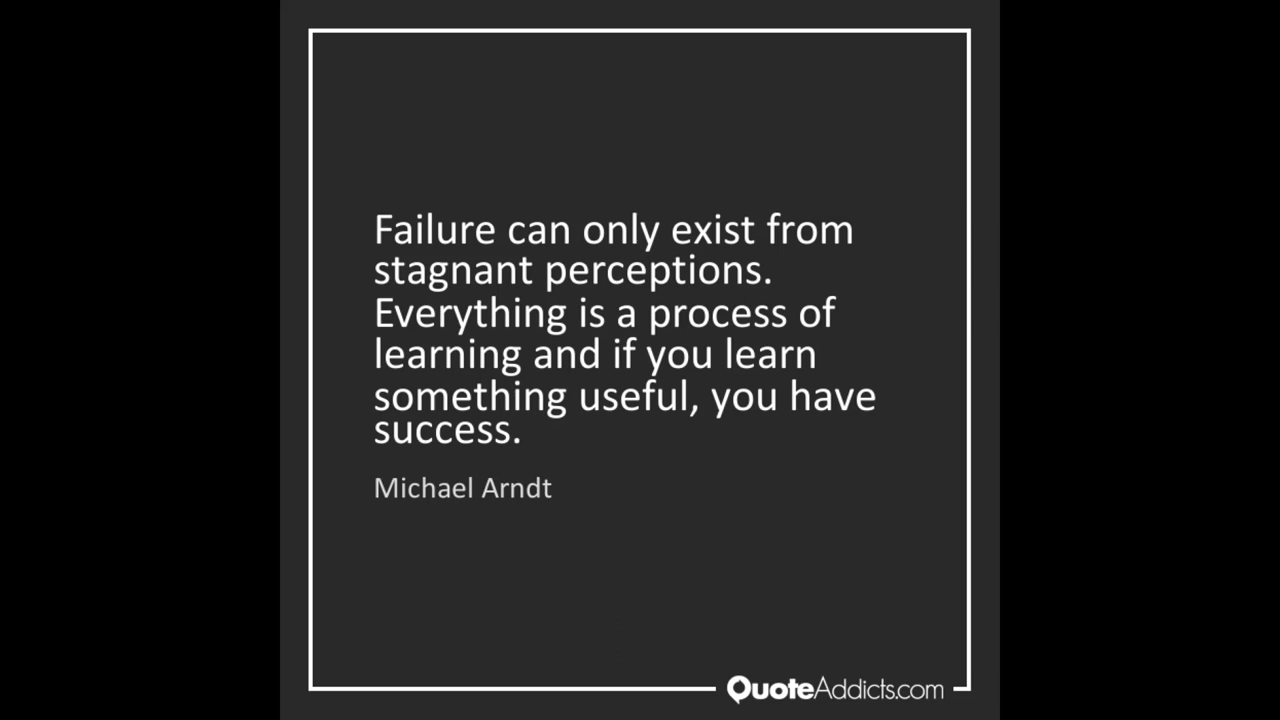 Failure can only exist from
stagnant perceptions.
Everything is a process of
learning and if you learn
something useful, you have
success.
Michael Arndt
QuoteAddicts.com